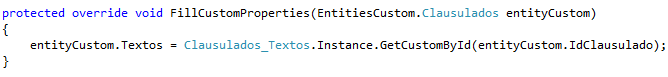 protected override void FillCustomProperties(EntitiesCustom.Clausulados entityCustom)
{
    entityCustom.Textos = Clausulados_Textos.Instance.GetCustomById(entityCustom.IdClausulado);
}